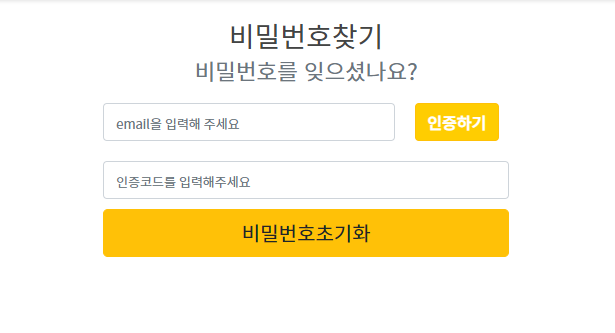 비밀번호찾기
비밀번호를 잊으셨나요?
email을 입력해 주세요
인증하기
인증코드를 입력해주세요
비밀번호초기화